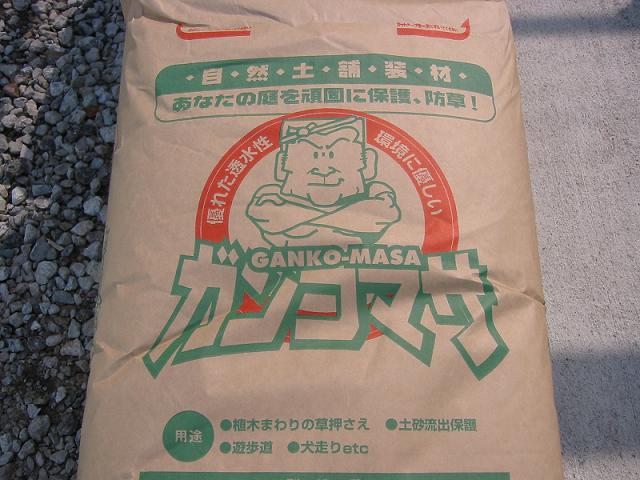 ・自・然・土・舗・装・材・
あなたの庭を頑固に保護、防草！
優れた透水性
環境に優しい
GANKO-MASA
ガンコマサ
用途
●植木まわりの草押さえ ●土砂流出保護
●遊歩道 ●犬走りetc